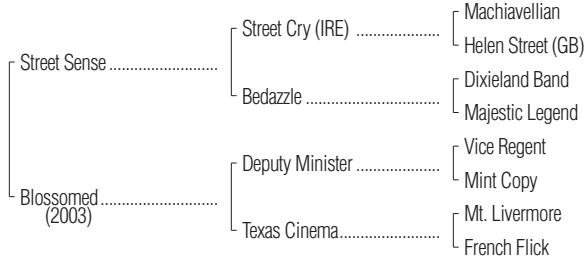 Machiavellian
Street Cry (IRE) ....................
Helen Street (GB)
Street Sense ..........................
Dixieland Band
Bedazzle ................................
Majestic Legend
Vice Regent
Deputy Minister ....................
Mint Copy
Blossomed ............................
(2003)
Mt. Livermore
Texas Cinema ........................
French Flick